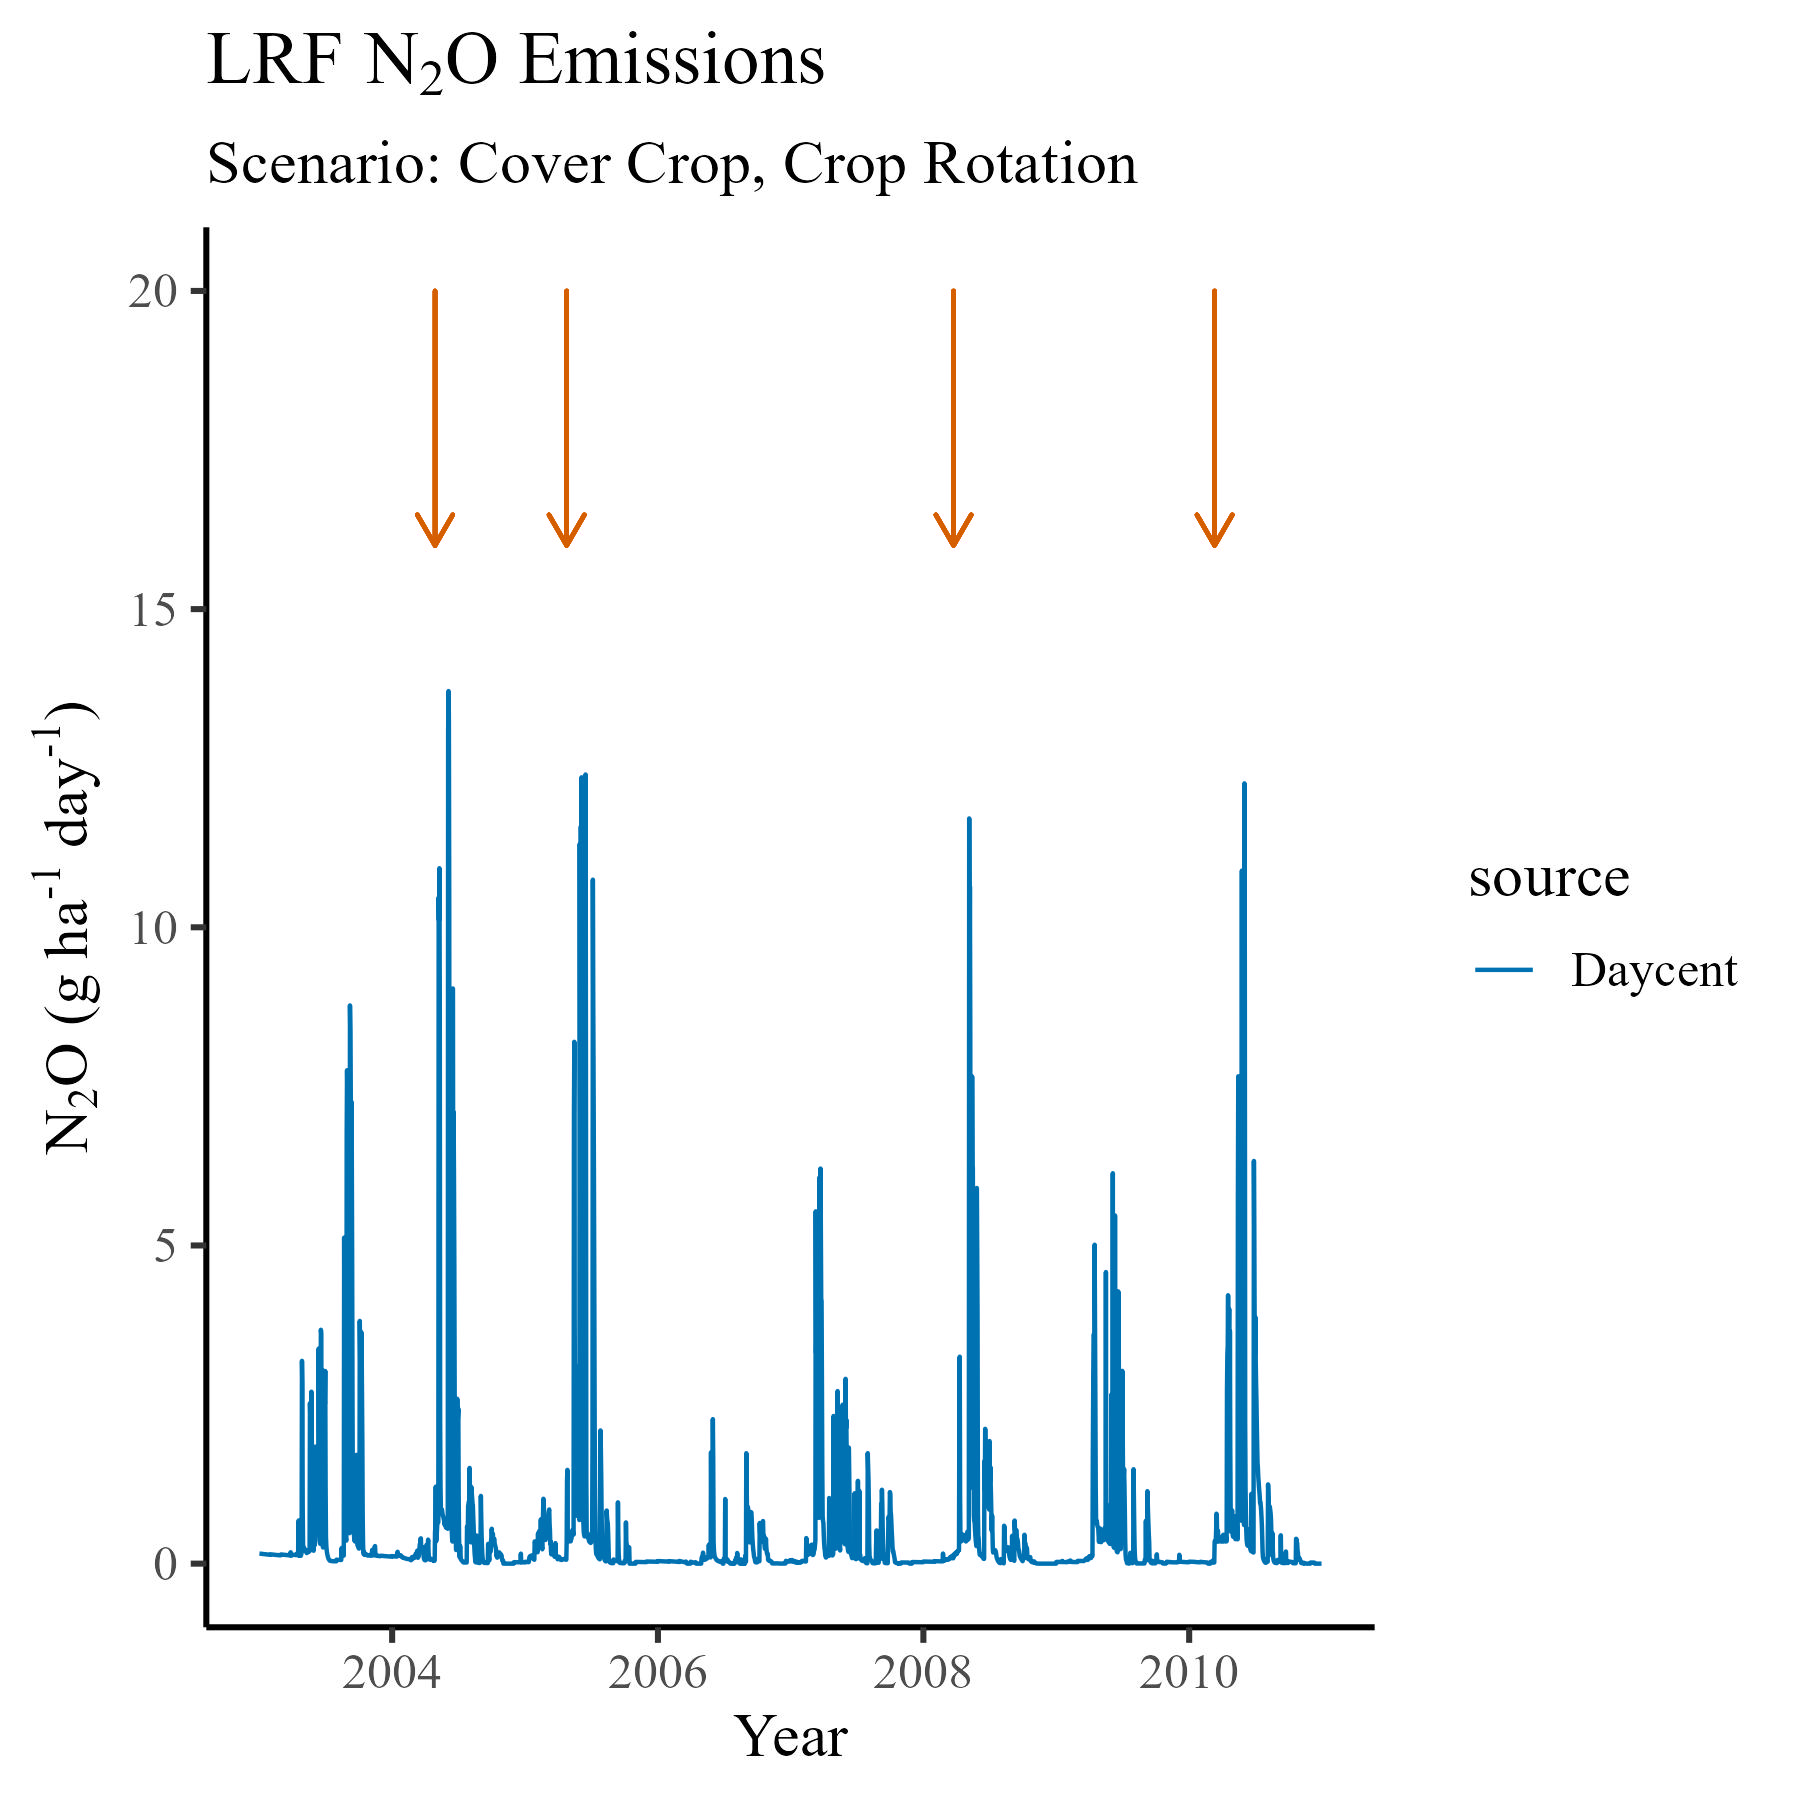 LRF N₂O Emissions
Scenario: Cover Crop, Crop Rotation
20
15
10
5
0
N₂O (g ha⁻¹ day⁻¹)
2004 2006 2008 2010
Year
source
Daycent